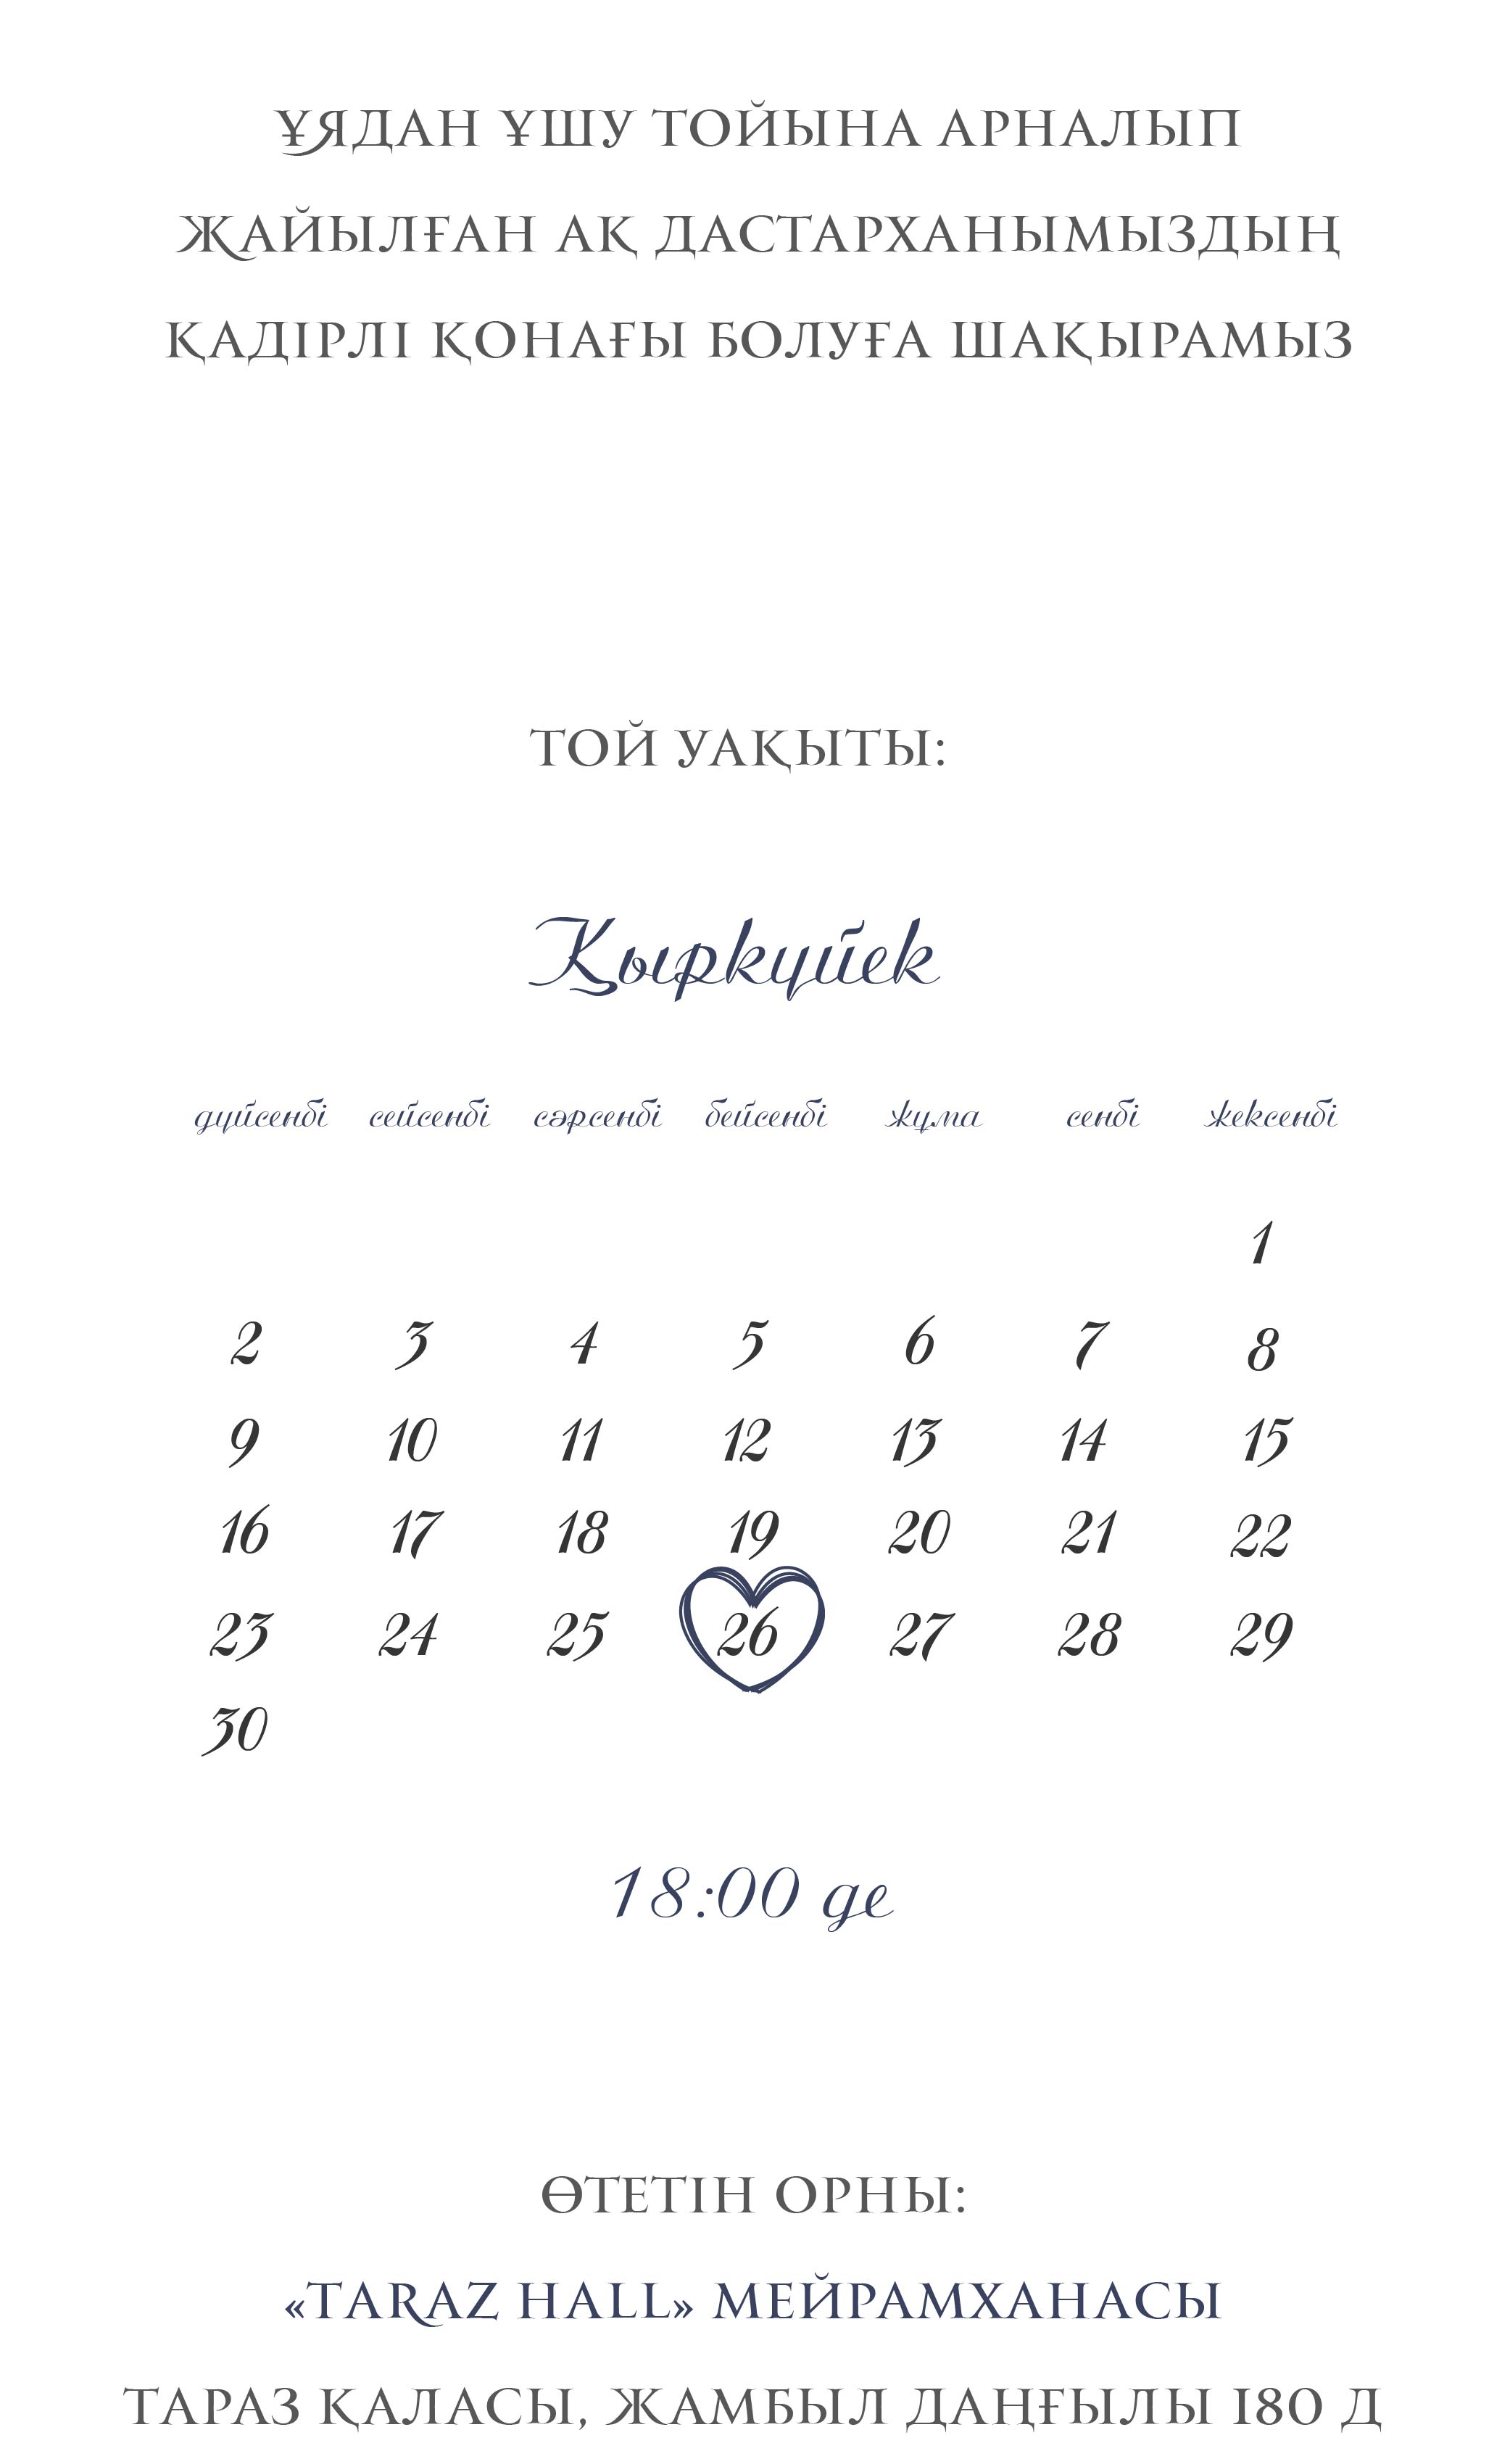 ҰЯДАН ҰШУ ТОЙЫНА АРНАЛЫП
ЖАЙЫЛҒАН АҚ ДАСТАРХАНЫМЫЗДЫҢ
ҚАДІРЛІ ҚОНАҒЫ БОЛУҒА ШАҚЫРАМЫЗ
ТОЙ УАҚЫТЫ:
Қыркүйек
дүйсенбі сейсенбі сәрсенбі бейсенбі жұма сенбі жексенбі
1
2 3 4 5 6 7 8
9 10 11 12 13 14 15
16 17 18 19 20 21 22
23 24 25 26 27 28 29
30
18:00 де
ӨТЕТІН ОРНЫ:
«TARAZ HALL» МЕЙРАМХАНАСЫ
ТАРАЗ ҚАЛАСЫ, ЖАМБЫЛ ДАҢҒЫЛЫ 180 Д